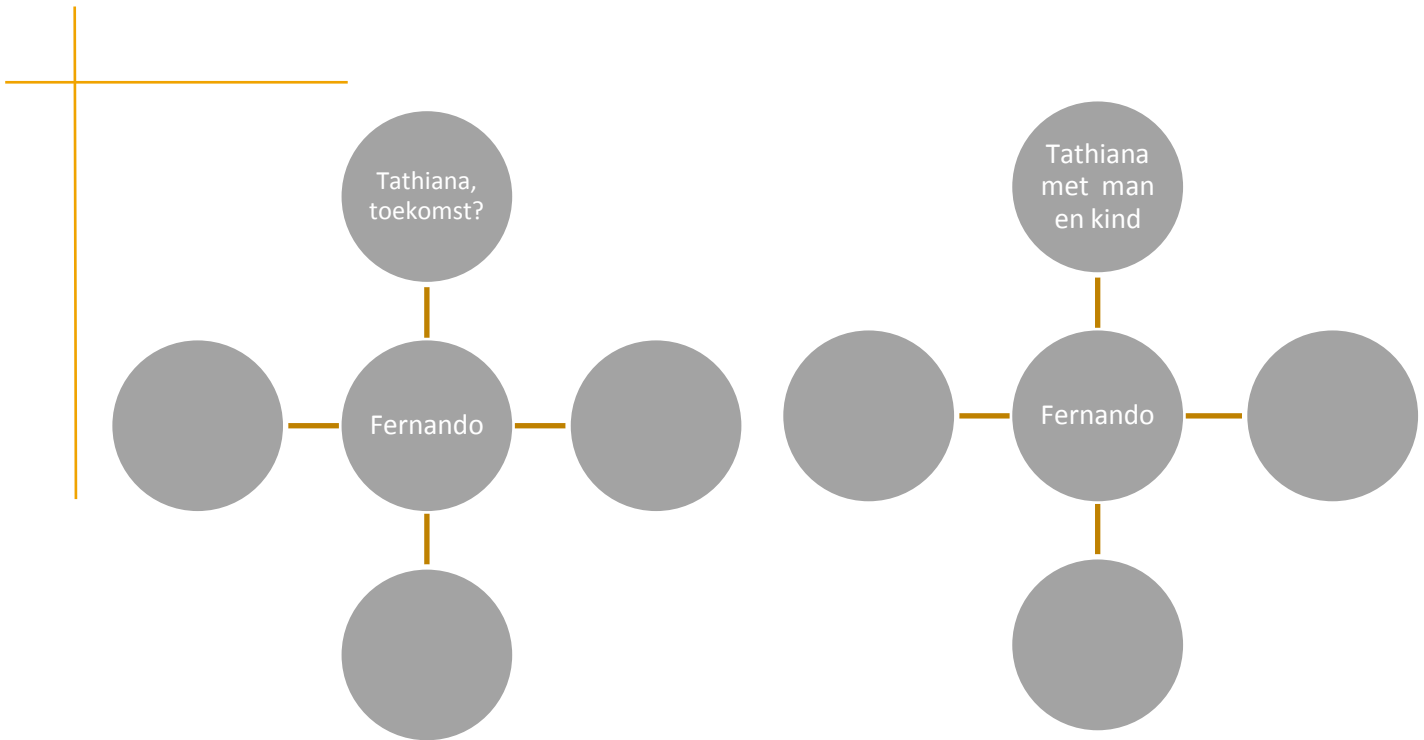 Tathiana,
toekomst?
Fernando
Tathiana
met man
en kind
Fernando